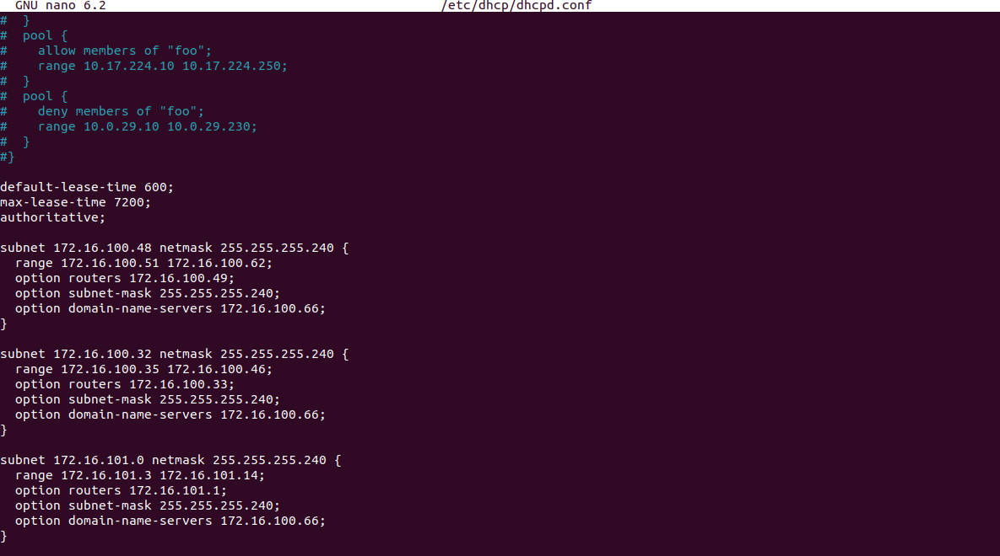 GNU nano 6.2 /etc/dhcp/dhcpd.conf
#  }
#  pool {
#    allow members of "foo";
#    range 10.17.224.10 10.17.224.250;
#  }
#  pool {
#    deny members of "foo";
#    range 10.0.29.10 10.0.29.230;
#  }
#}
default-lease-time 600;
max-lease-time 7200;
authoritative;
subnet 172.16.100.48 netmask 255.255.255.240 {
  range 172.16.100.51 172.16.100.62;
  option routers 172.16.100.49;
  option subnet-mask 255.255.255.240;
  option domain-name-servers 172.16.100.66;
}
subnet 172.16.100.32 netmask 255.255.255.240 {
  range 172.16.100.35 172.16.100.46;
  option routers 172.16.100.33;
  option subnet-mask 255.255.255.240;
  option domain-name-servers 172.16.100.66;
}
subnet 172.16.101.0 netmask 255.255.255.240 {
  range 172.16.101.3 172.16.101.14;
  option routers 172.16.101.1;
  option subnet-mask 255.255.255.240;
  option domain-name-servers 172.16.100.66;
}